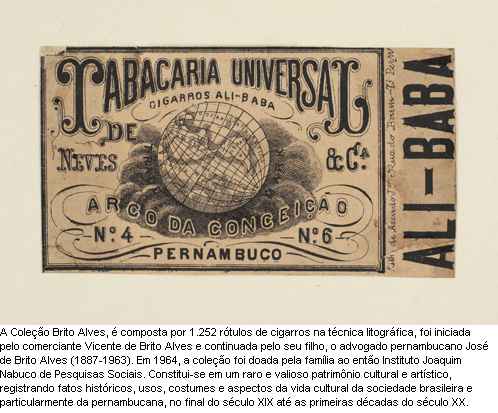 TABACARIA UNIVERSAL
CIGARROS ALI-BABA
DE
NEVES & Cᴬ
ARCO DA CONCEIÇÃO
Nº 4 Nº 6
PERNAMBUCO
ALI-BABA
A Coleção Brito Alves, é composta por 1.252 rótulos de cigarros na técnica litográfica, foi iniciada
pelo comerciante Vicente de Brito Alves e continuada pelo seu filho, o advogado pernambucano José
de Brito Alves (1887-1963). Em 1964, a coleção foi doada pela família ao então Instituto Joaquim
Nabuco de Pesquisas Sociais. Constitui-se em um raro e valioso patrimônio cultural e artístico,
registrando fatos históricos, usos, costumes e aspectos da vida cultural da sociedade brasileira e
particularmente da pernambucana, no final do século XIX até as primeiras décadas do século XX.